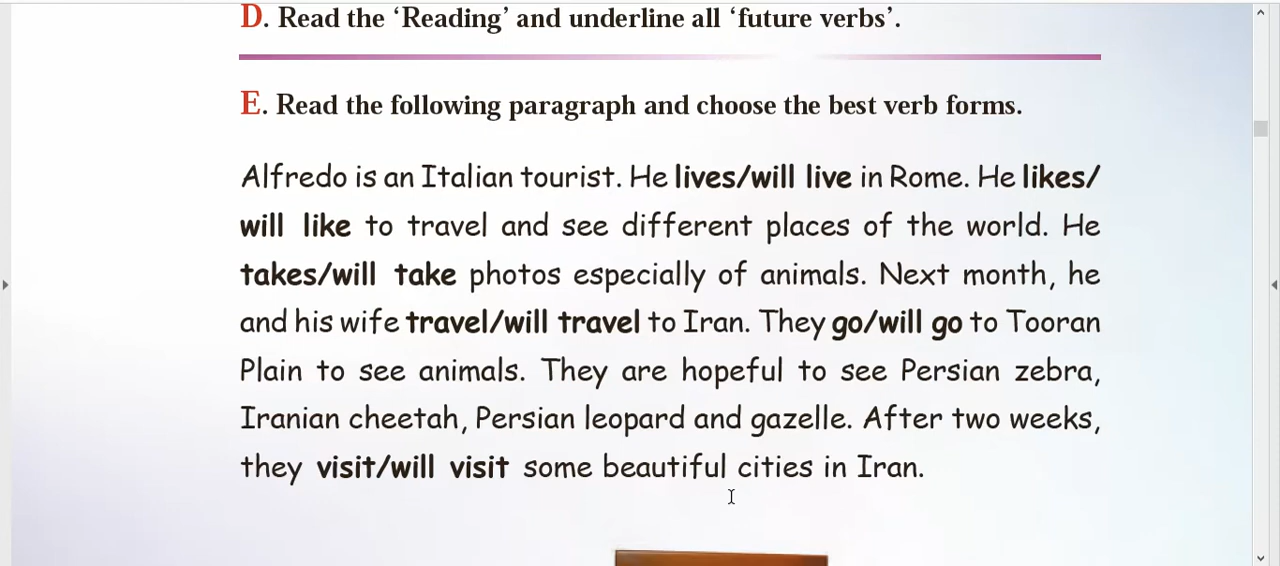 D. Read the ‘Reading’ and underline all ‘future verbs’.
E. Read the following paragraph and choose the best verb forms.
Alfredo is an Italian tourist. He lives/will live in Rome. He likes/
will like to travel and see different places of the world. He
takes/will take photos especially of animals. Next month, he
and his wife travel/will travel to Iran. They go/will go to Tooran
Plain to see animals. They are hopeful to see Persian zebra,
Iranian cheetah, Persian leopard and gazelle. After two weeks,
they visit/will visit some beautiful cities in Iran.